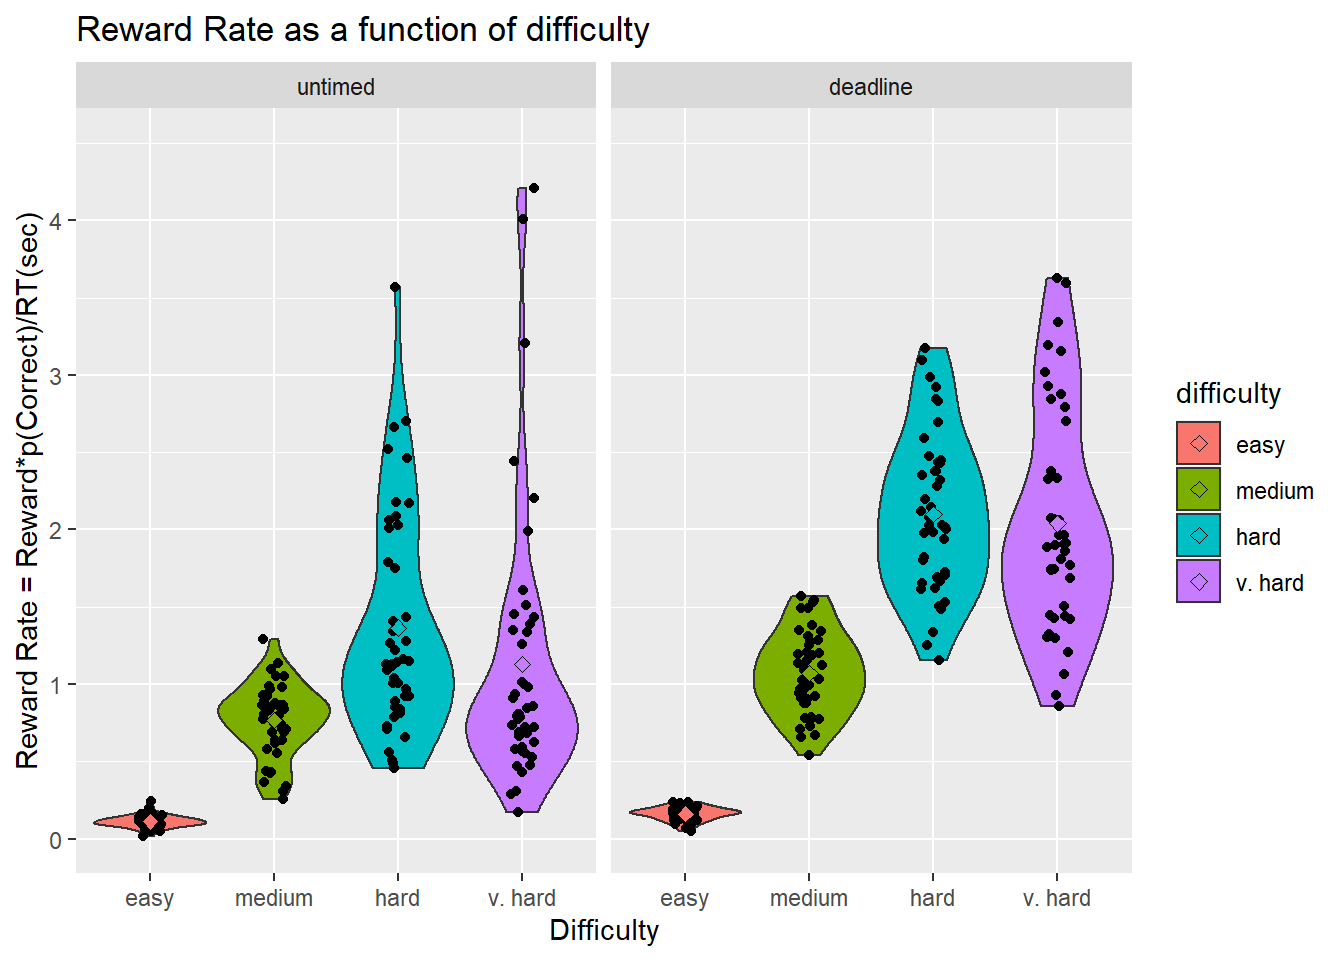 Reward Rate as a function of difficulty
untimed
deadline
Reward Rate = Reward*p(Correct)/RT(sec)
4
3
2
1
0
easy
medium
hard
v. hard
easy
medium
hard
v. hard
Difficulty
difficulty
easy
medium
hard
v. hard